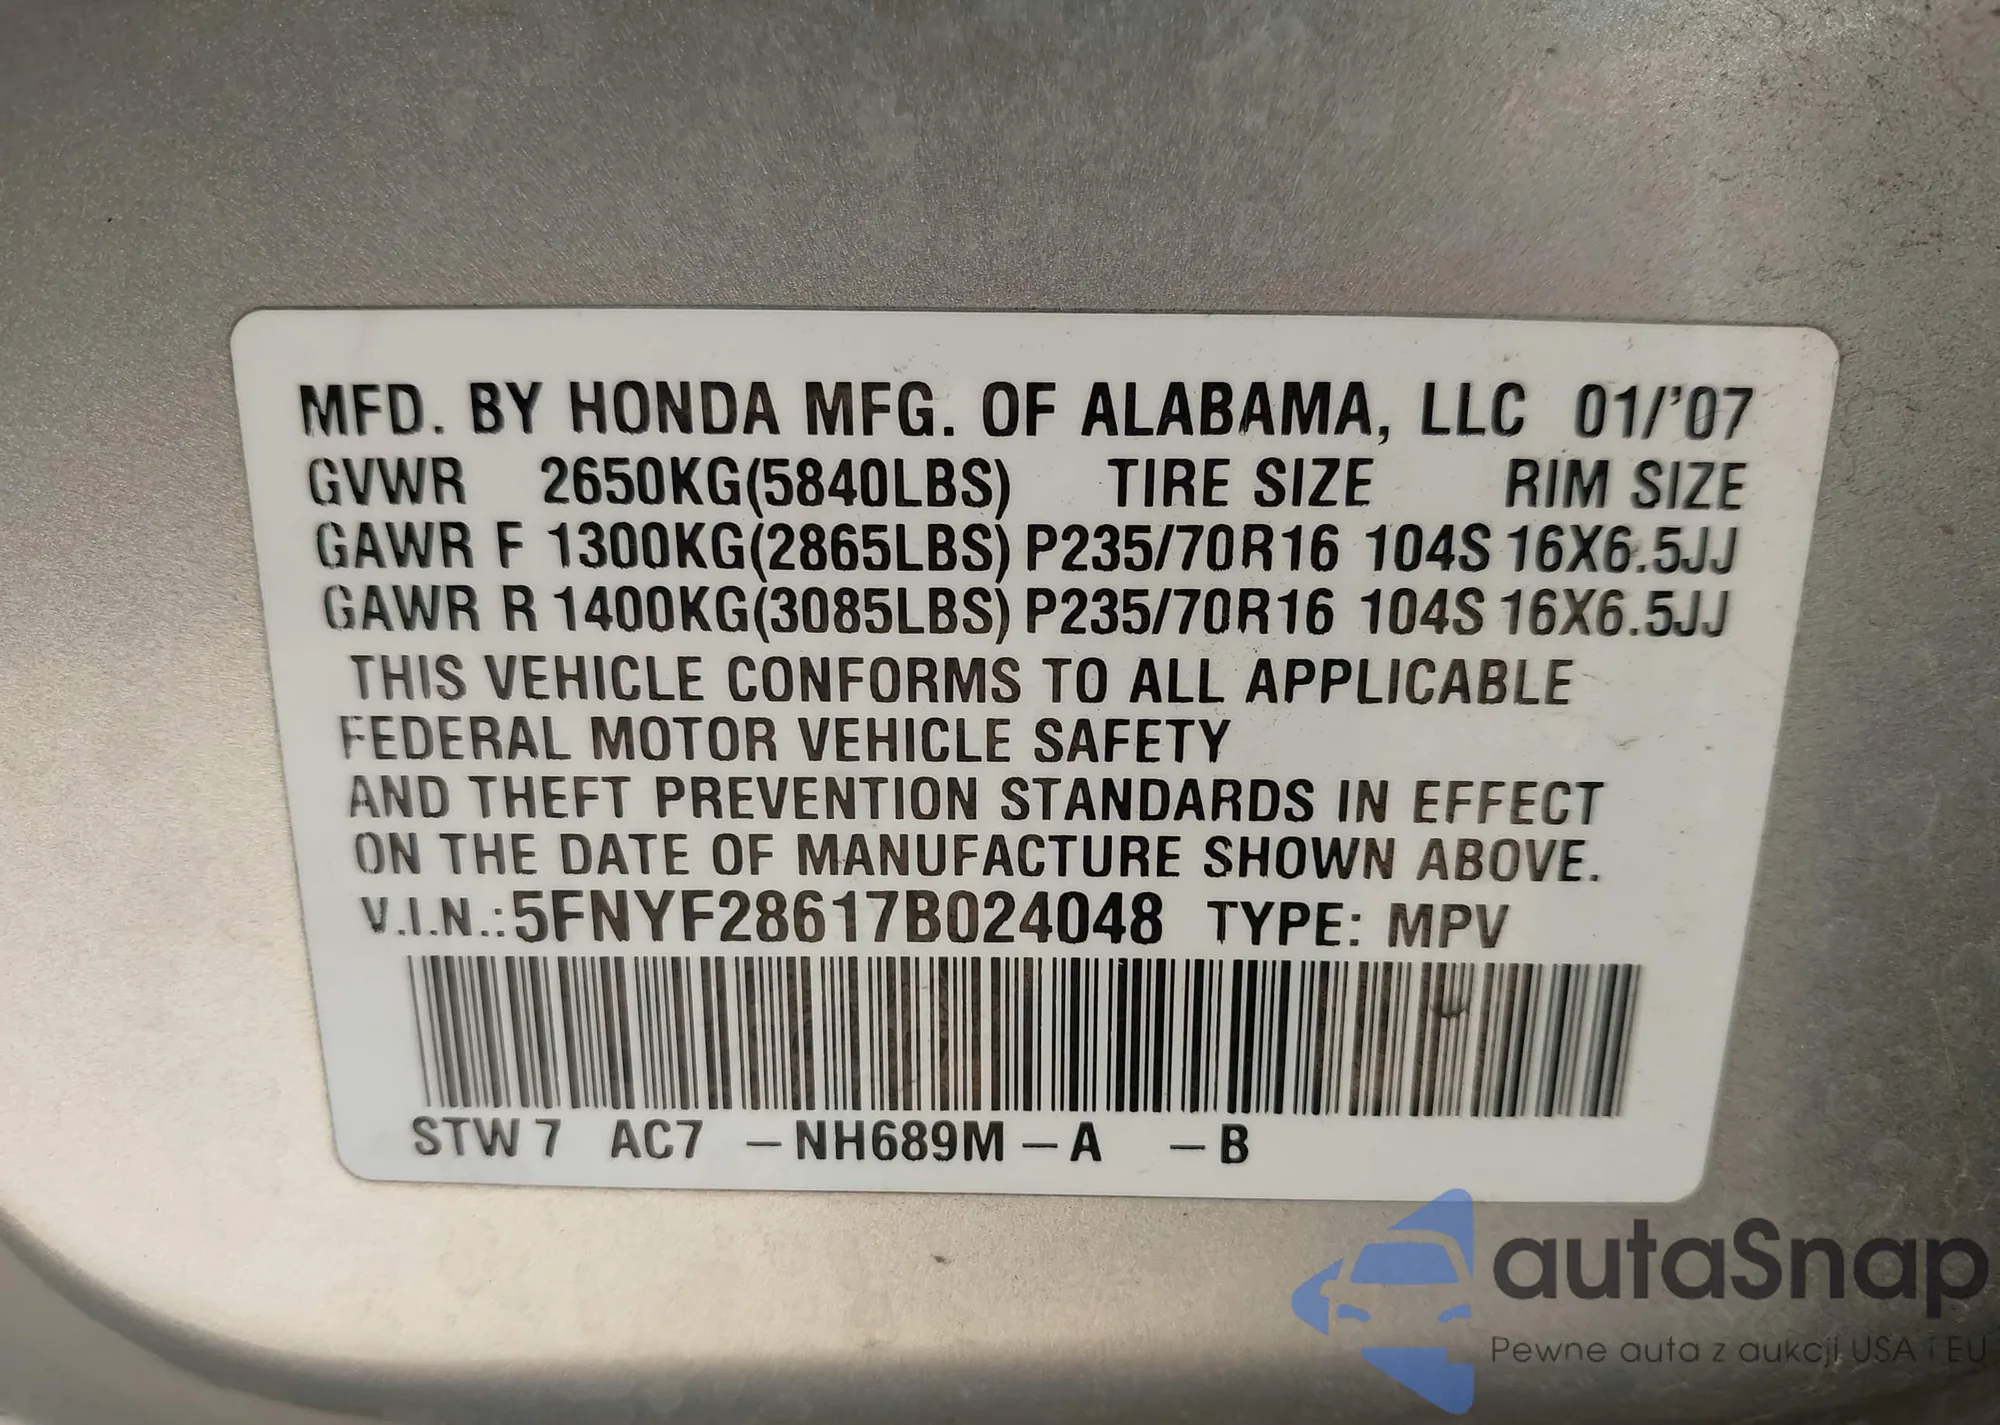 MFD. BY HONDA MFG. OF ALABAMA, LLC 01/'07
GVWR 2650KG(5840LBS) TIRE SIZE RIM SIZE
GAWR F 1300KG(2865LBS) P235/70R16 104S 16X6.5JJ
GAWR R 1400KG(3085LBS) P235/70R16 104S 16X6.5JJ
THIS VEHICLE CONFORMS TO ALL APPLICABLE
FEDERAL MOTOR VEHICLE SAFETY
AND THEFT PREVENTION STANDARDS IN EFFECT
ON THE DATE OF MANUFACTURE SHOWN ABOVE.
V.I.N.:5FNYF28617B024048 TYPE: MPV
STW7 AC7 –NH689M–A –B
autaSnap
Pewne auta z aukcji USA i EU